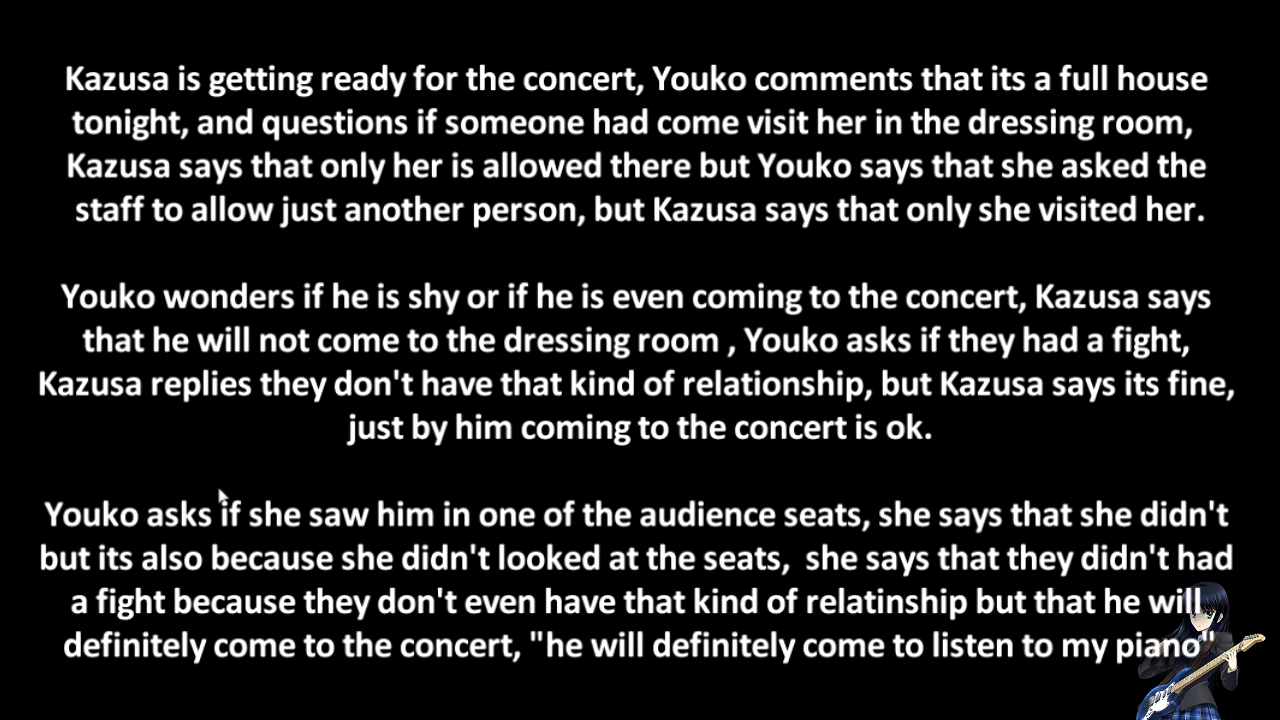 Kazusa is getting ready for the concert, Youko comments that its a full house
tonight, and questions if someone had come visit her in the dressing room,
Kazusa says that only her is allowed there but Youko says that she asked the
staff to allow just another person, but Kazusa says that only she visited her.
Youko wonders if he is shy or if he is even coming to the concert, Kazusa says
that he will not come to the dressing room , Youko asks if they had a fight,
Kazusa replies they don't have that kind of relationship, but Kazusa says its fine,
just by him coming to the concert is ok.
Youko asks if she saw him in one of the audience seats, she says that she didn't
but its also because she didn't looked at the seats,  she says that they didn't had
a fight because they don't even have that kind of relatinship but that he will
definitely come to the concert, "he will definitely come to listen to my piano"